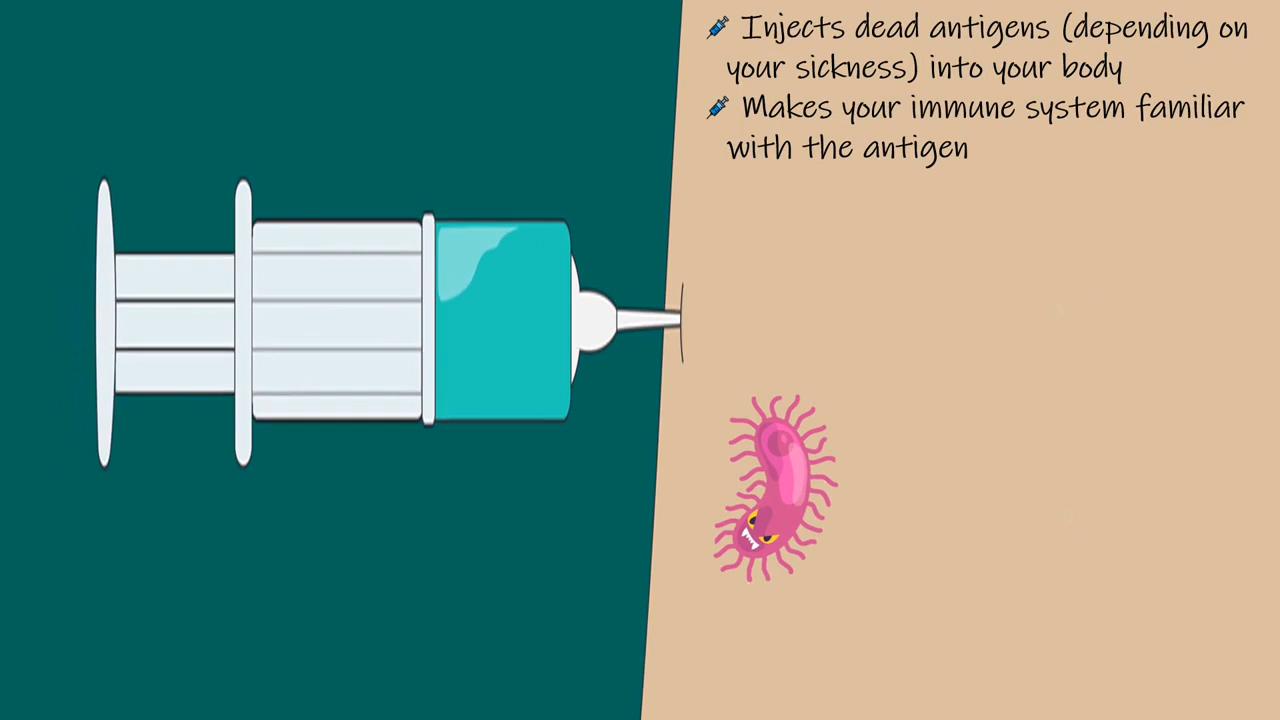 Injects dead antigens (depending on
your sickness) into your body
Makes your immune system familiar
with the antigen